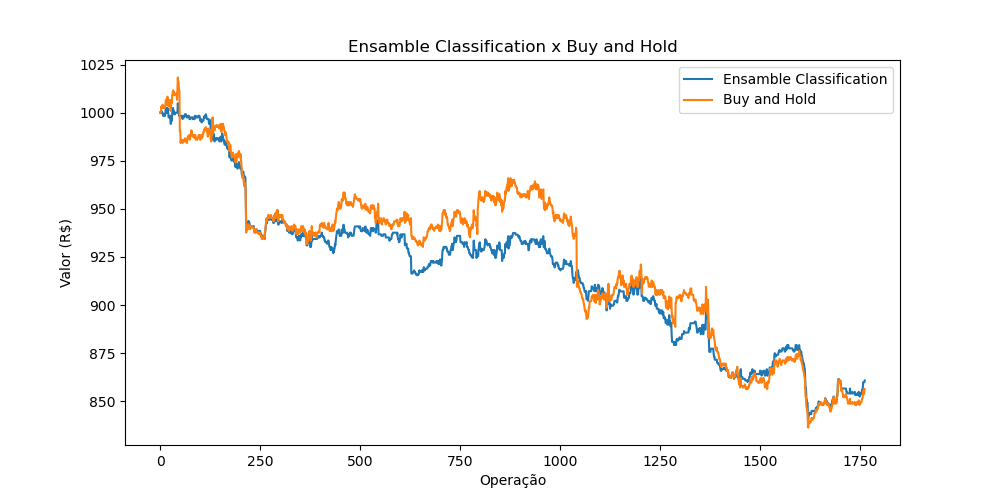 Ensamble Classification x Buy and Hold
Ensamble Classification
Buy and Hold
Valor (R$)
1025
1000
975
950
925
900
875
850
0 250 500 750 1000 1250 1500 1750
Operação